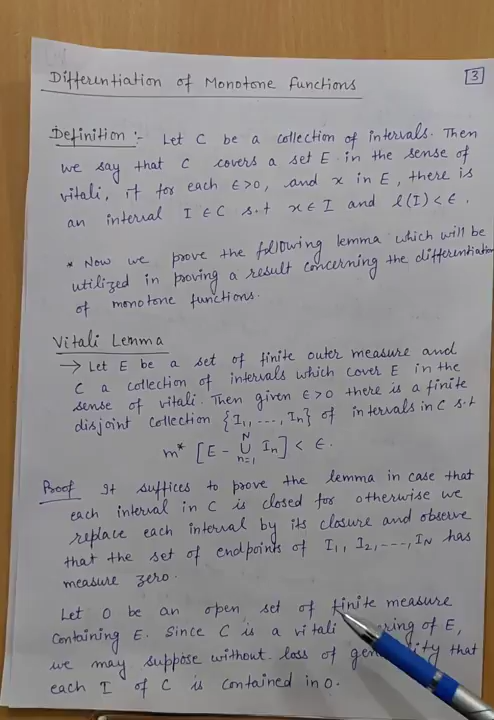 Differentiation of Monotone functions
3
Definition :- Let C be a collection of intervals. Then
we say that C covers a set E in the sense of
vitali, if for each ϵ>0, and x in E, there is
an interval I ∈ C s.t x ∈ I and l(I) < ϵ.
* Now we prove the following lemma which will be
utilized in proving a result concerning the differentiation
of monotone functions.
Vitali Lemma
→ Let E be a set of finite outer measure and
C a collection of intervals which cover E in the
sense of vitali. Then given ϵ>0 there is a finite
disjoint collection {I1, ---, In} of intervals in C s.t
m* [E - N∪n=1 In] < ϵ.
Proof It suffices to prove the lemma in case that
each interval in C is closed for otherwise we
replace each interval by its closure and observe
that the set of endpoints of I1, I2, ---, IN has
measure zero.
Let O be an open set of finite measure
Containing E. Since C is a vitali of E,
we may suppose without loss of that
each I of C is contained in O.